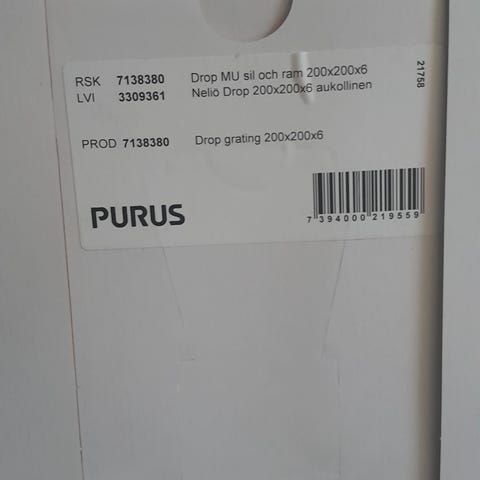 RSK 7138380 Drop MU sil och ram 200x200x6
LVI 3309361 Neliö Drop 200x200x6 aukollinen
21758
PROD 7138380 Drop grating 200x200x6
PURUS
7 394000 219559